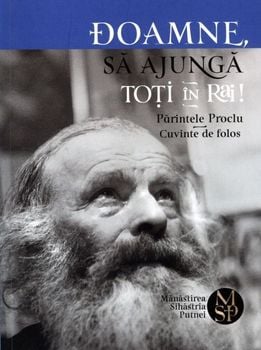 DOAMNE,
SĂ AJUNGĂ
TOȚI ÎN RAI!
Părintele Proclu
Cuvinte de folos
Mănăstirea
Sihăstria
Putnei
MSP